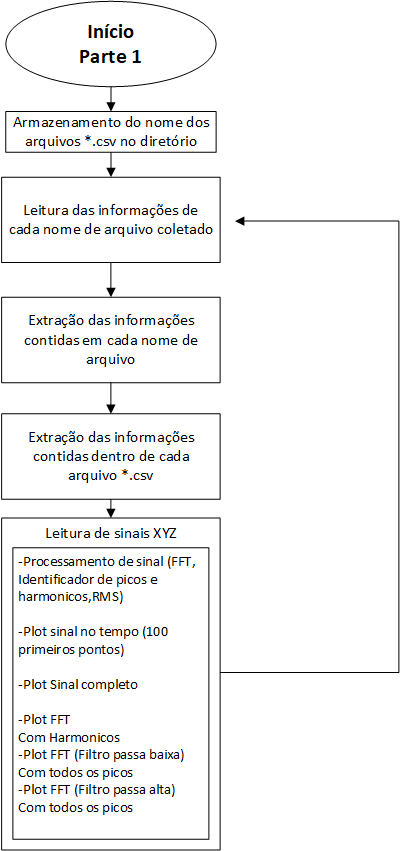 Início
Parte 1
Armazenamento do nome dos
arquivos *.csv no diretório
Leitura das informações de
cada nome de arquivo coletado
Extração das informações
contidas em cada nome de
arquivo
Extração das informações
contidas dentro de cada
arquivo *.csv
Leitura de sinais XYZ
-Processamento de sinal (FFT,
Identificador de picos e
harmonicos,RMS)
-Plot sinal no tempo (100
primeiros pontos)
-Plot Sinal completo
-Plot FFT
Com Harmonicos
-Plot FFT (Filtro passa baixa)
Com todos os picos
-Plot FFT (Filtro passa alta)
Com todos os picos